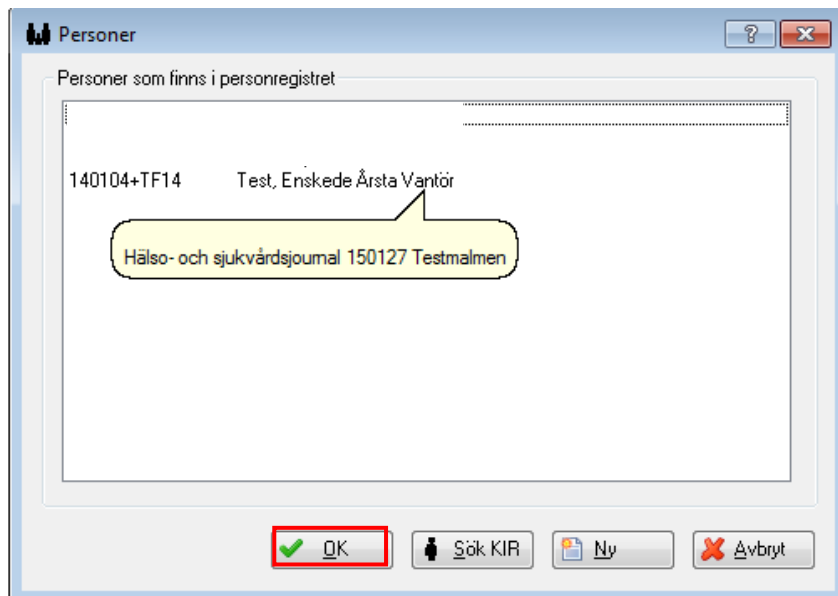 Personer
Personer som finns i personregistret
140104+TF14 Test, Enskede Årsta Vantör
Hälso- och sjukvårdsjournal 150127 Testmalmen
OK Sök KIR Ny Avbryt